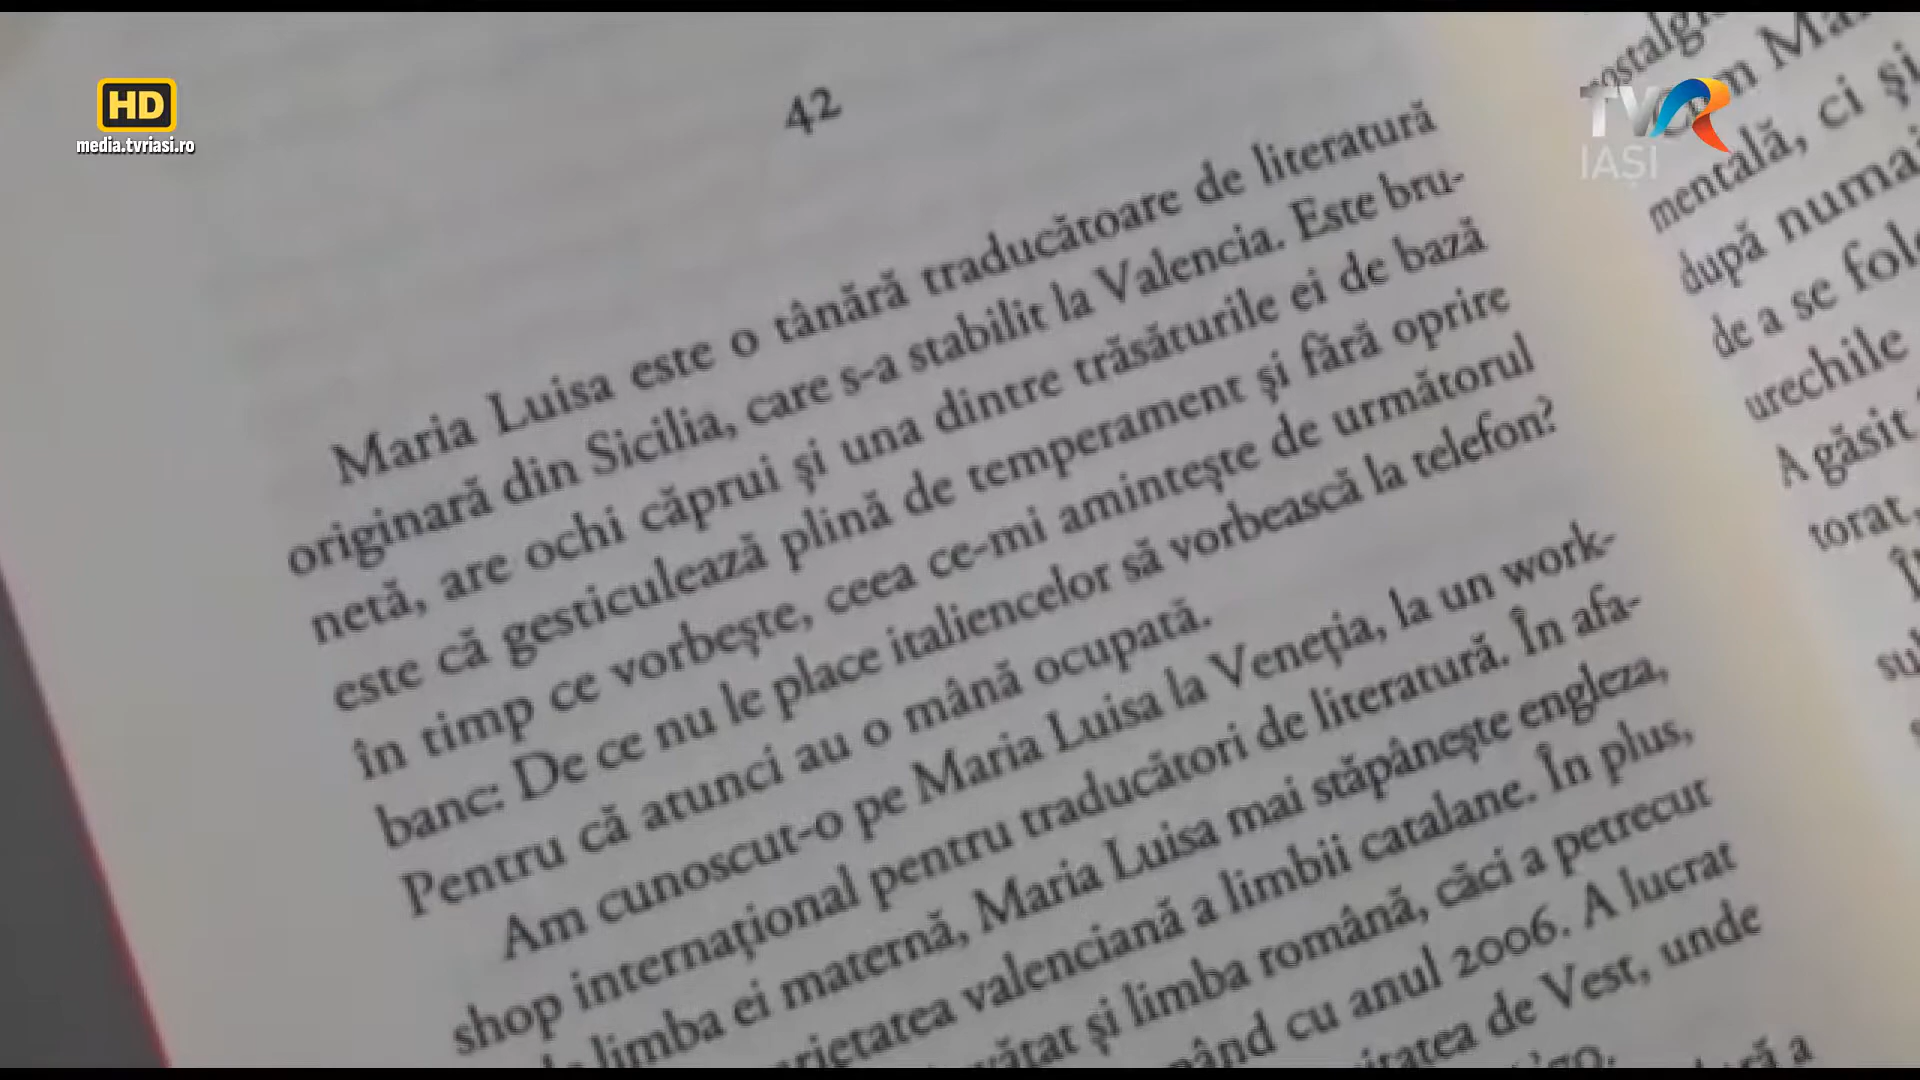 HD
media.tvriasi.ro
TVR
IAȘI
42
Maria Luisa este o tânără traducătoare de literatură
originară din Sicilia, care s-a stabilit la Valencia. Este bru-
netă, are ochi căprui și una dintre trăsăturile ei de bază
este că gesticulează plină de temperament și fără oprire
în timp ce vorbește, ceea ce-mi amintește de următorul
banc: De ce nu le place italiencelor să vorbească la telefon?
Pentru că atunci au o mână ocupată.
Am cunoscut-o pe Maria Luisa la Veneția, la un work-
shop internațional pentru traducători de literatură. În afa-
limba ei maternă, Maria Luisa mai stăpânește engleza,
valenciană a limbii catalane. În plus,
și limba română, căci a petrecut
cu anul 2006. A lucrat
de Vest, unde
mentală, ci și
după numai
de a se
urechile
A găsit
torat,